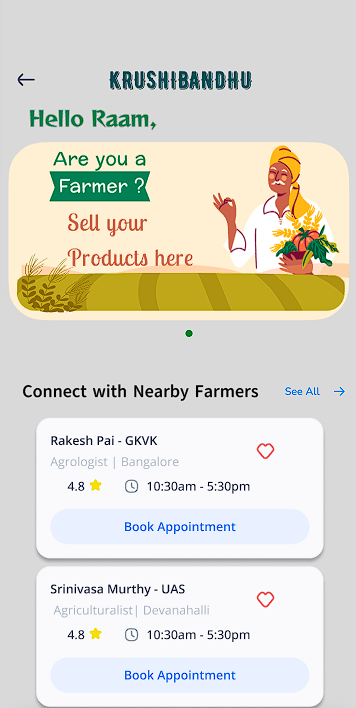 KRUSHIBANDHU
Hello Raam,
Are you a
Farmer ?
Sell your
Products here
Connect with Nearby Farmers See All
Rakesh Pai - GKVK
Agrologist | Bangalore
4.8 10:30am - 5:30pm
Book Appointment
Srinivasa Murthy - UAS
Agriculturalist| Devanahalli
4.8 10:30am - 5:30pm
Book Appointment